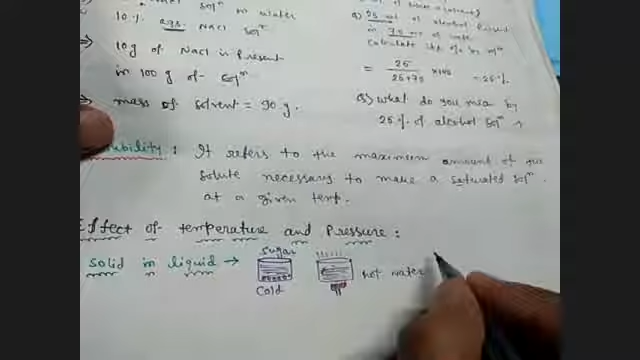 soln in water
10% aqs. NaCl soln
10g of NaCl is present
in 100 g of soln
mass of solvent = 90 g.
Q) 25 ml of alcohol
in 75 ml of
calculate the % by
= 25 / 25+75 × 100 = 25%
Q) what do you mean by
25% of alcohol soln ?
: It refers to the maximum amount of the
solute necessary to make a saturated soln
at a given temp.
Effect of temperature and Pressure :
solid in liquid → sugar
cold
hot water